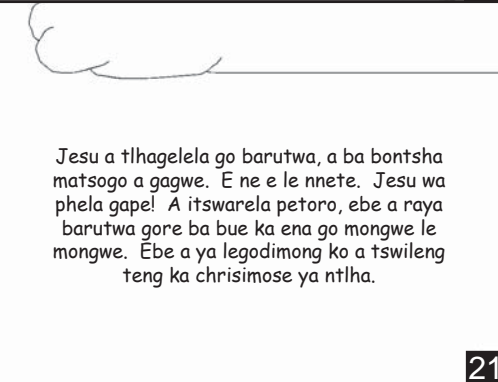 Jesu a tlhagelela go barutwa, a ba bontsha
matsogo a gagwe.  E ne e le nnete.  Jesu wa
phela gape!  A itswarela petoro, ebe a raya
barutwa gore ba bue ka ena go mongwe le
mongwe.  Ebe a ya legodimong ko a tswileng
teng ka chrisimose ya ntlha.
21